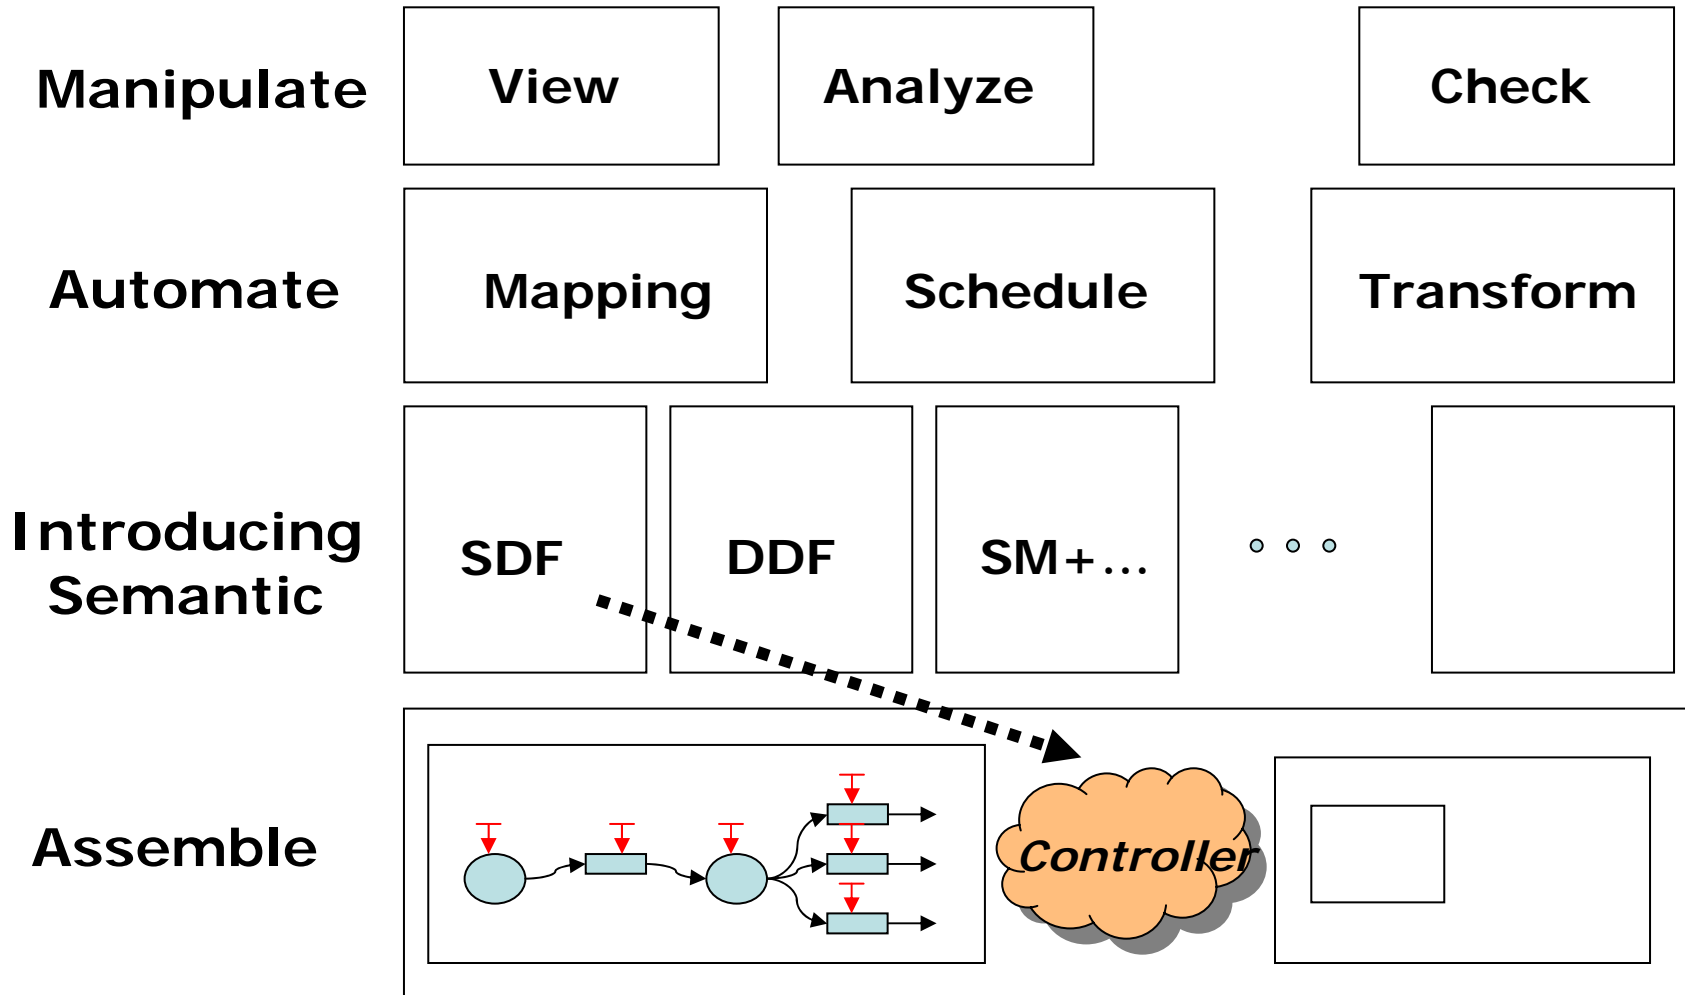 Manipulate
View
Analyze
Check
Automate
Mapping
Schedule
Transform
Introducing
Semantic
SDF
DDF
SM+...
Assemble
Controller